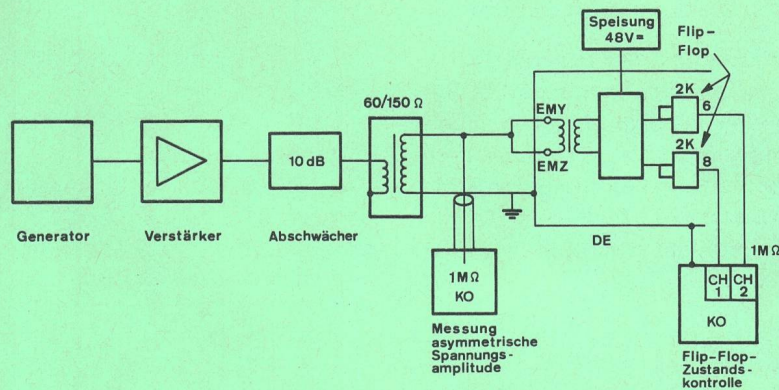 Speisung
48V=
Flip-
Flop
60/150 Ω
EMY
EMZ
2K
6
2K
8
10 dB
Generator
Verstärker
Abschwächer
DE
1MΩ
1MΩ
KO
CH
1
CH
2
KO
Messung
asymmetrische
Spannungs-
amplitude
Flip-Flop-
Zustands-
kontrolle